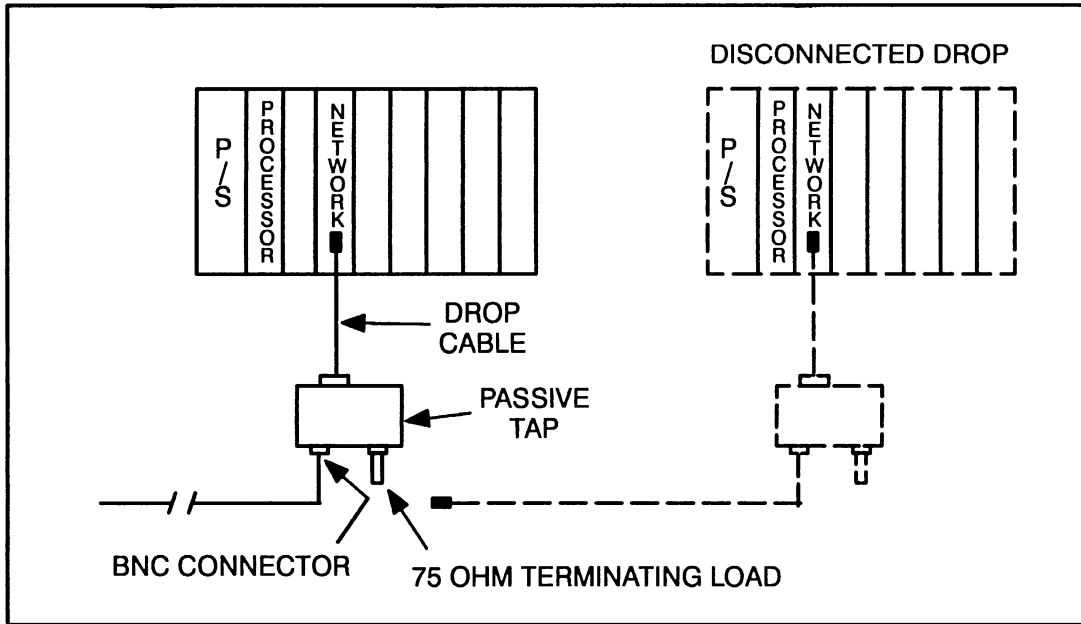 DISCONNECTED DROP
P/S
PROCESSOR
NETWORK
P/S
PROCESSOR
NETWORK
DROP
CABLE
PASSIVE
TAP
BNC CONNECTOR
75 OHM TERMINATING LOAD